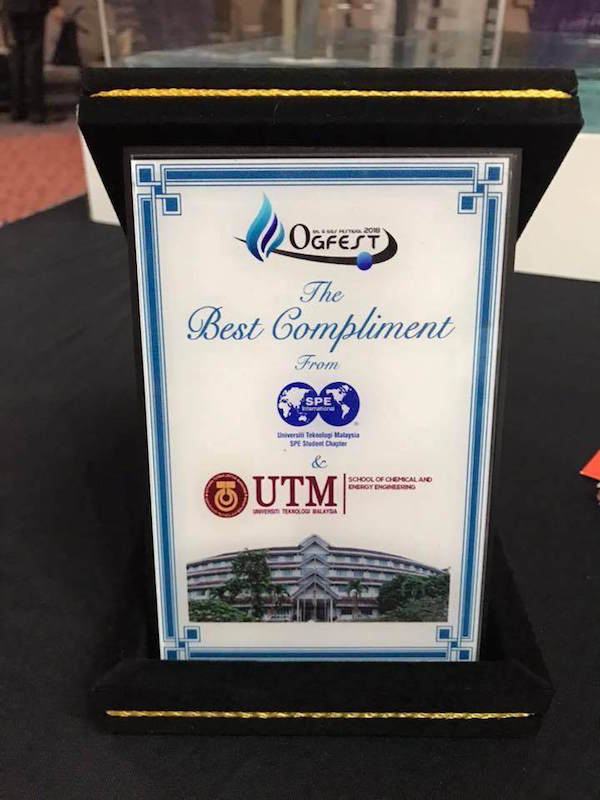 OIL & GAS FESTIVAL 2018
OGFEST
The
Best Compliment
From
SPE
International
Universiti Teknologi Malaysia
SPE Student Chapter
&
UTM
UNIVERSITI TEKNOLOGI MALAYSIA
SCHOOL OF CHEMICAL AND
ENERGY ENGINEERING